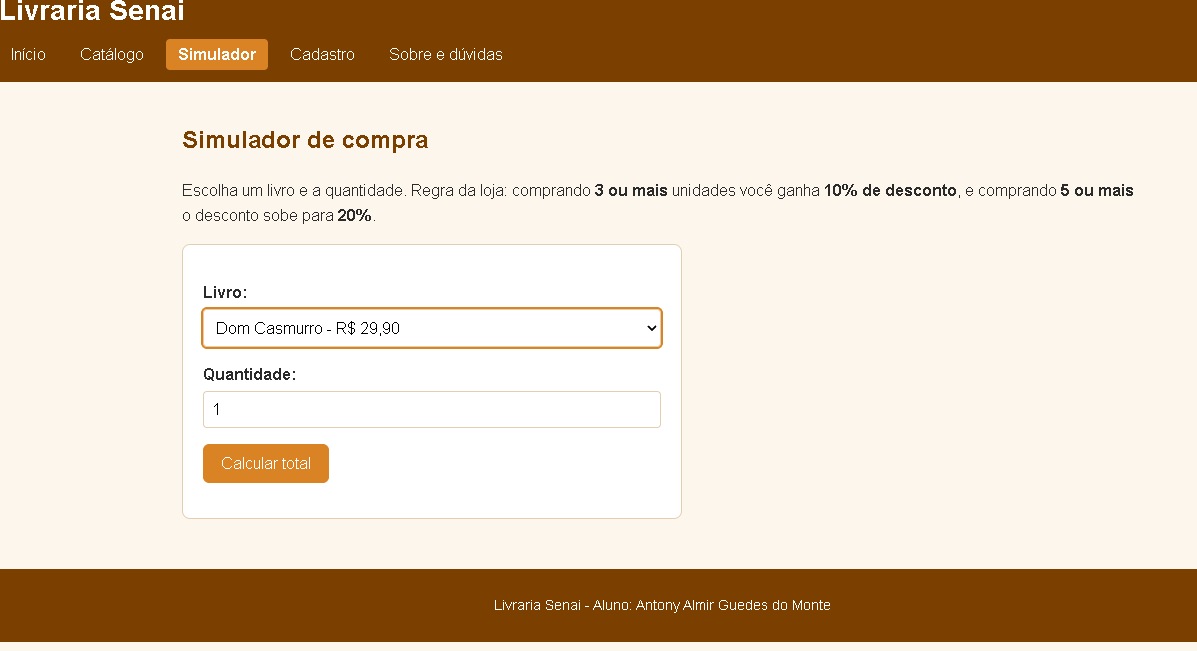 Livraria Senai
Início Catálogo Simulador Cadastro Sobre e dúvidas
Simulador de compra
Escolha um livro e a quantidade. Regra da loja: comprando 3 ou mais unidades você ganha 10% de desconto, e comprando 5 ou mais
o desconto sobe para 20%.
Livro:
Dom Casmurro - R$ 29,90
Quantidade:
1
Calcular total
Livraria Senai - Aluno: Antony Almir Guedes do Monte